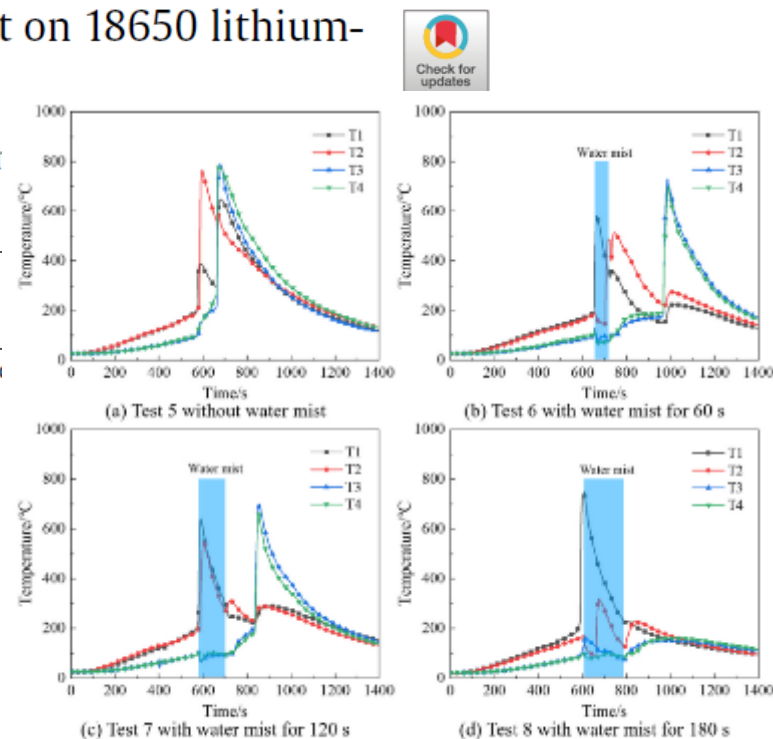 t on 18650 lithium-
Check for
updates
1000
800
600
400
200
0
Temperature/°C
T1
T2
T3
T4
0 200 400 600 800 1000 1200 1400
Time/s
(a) Test 5 without water mist
1000
800
600
400
200
0
Temperature/°C
Water mist
T1
T2
T3
T4
0 200 400 600 800 1000 1200 1400
Time/s
(b) Test 6 with water mist for 60 s
1000
800
600
400
200
0
Temperature/°C
Water mist
T1
T2
T3
T4
0 200 400 600 800 1000 1200 1400
Time/s
(c) Test 7 with water mist for 120 s
1000
800
600
400
200
0
Temperature/°C
Water mist
T1
T2
T3
T4
0 200 400 600 800 1000 1200 1400
Time/s
(d) Test 8 with water mist for 180 s